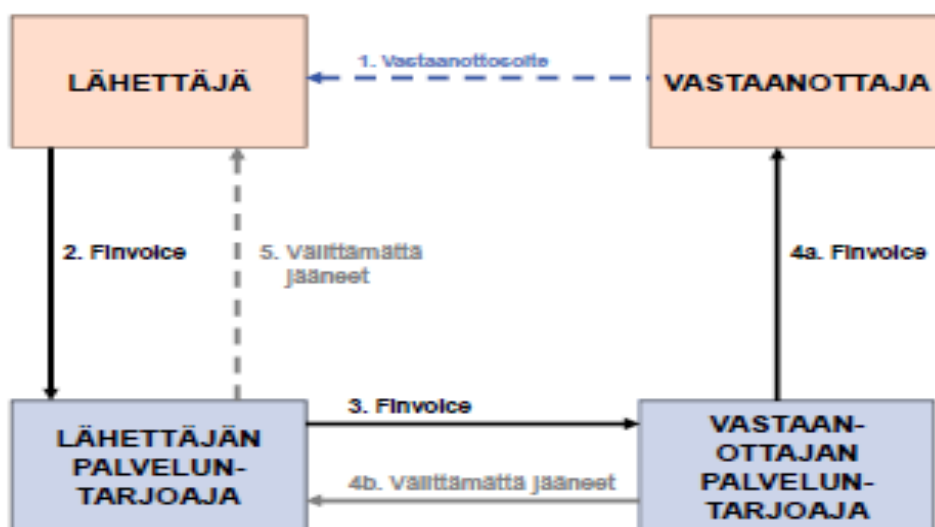 1. Vastaanottosoite
LÄHETTÄJÄ
VASTAANOTTAJA
2. Finvoice
5. Välittämättä
jääneet
4a. Finvoice
3. Finvoice
LÄHETTÄJÄN
PALVELUN-
TARJOAJA
4b. Välittämättä jääneet
VASTAAN-
OTTAJAN
PALVELUN-
TARJOAJA